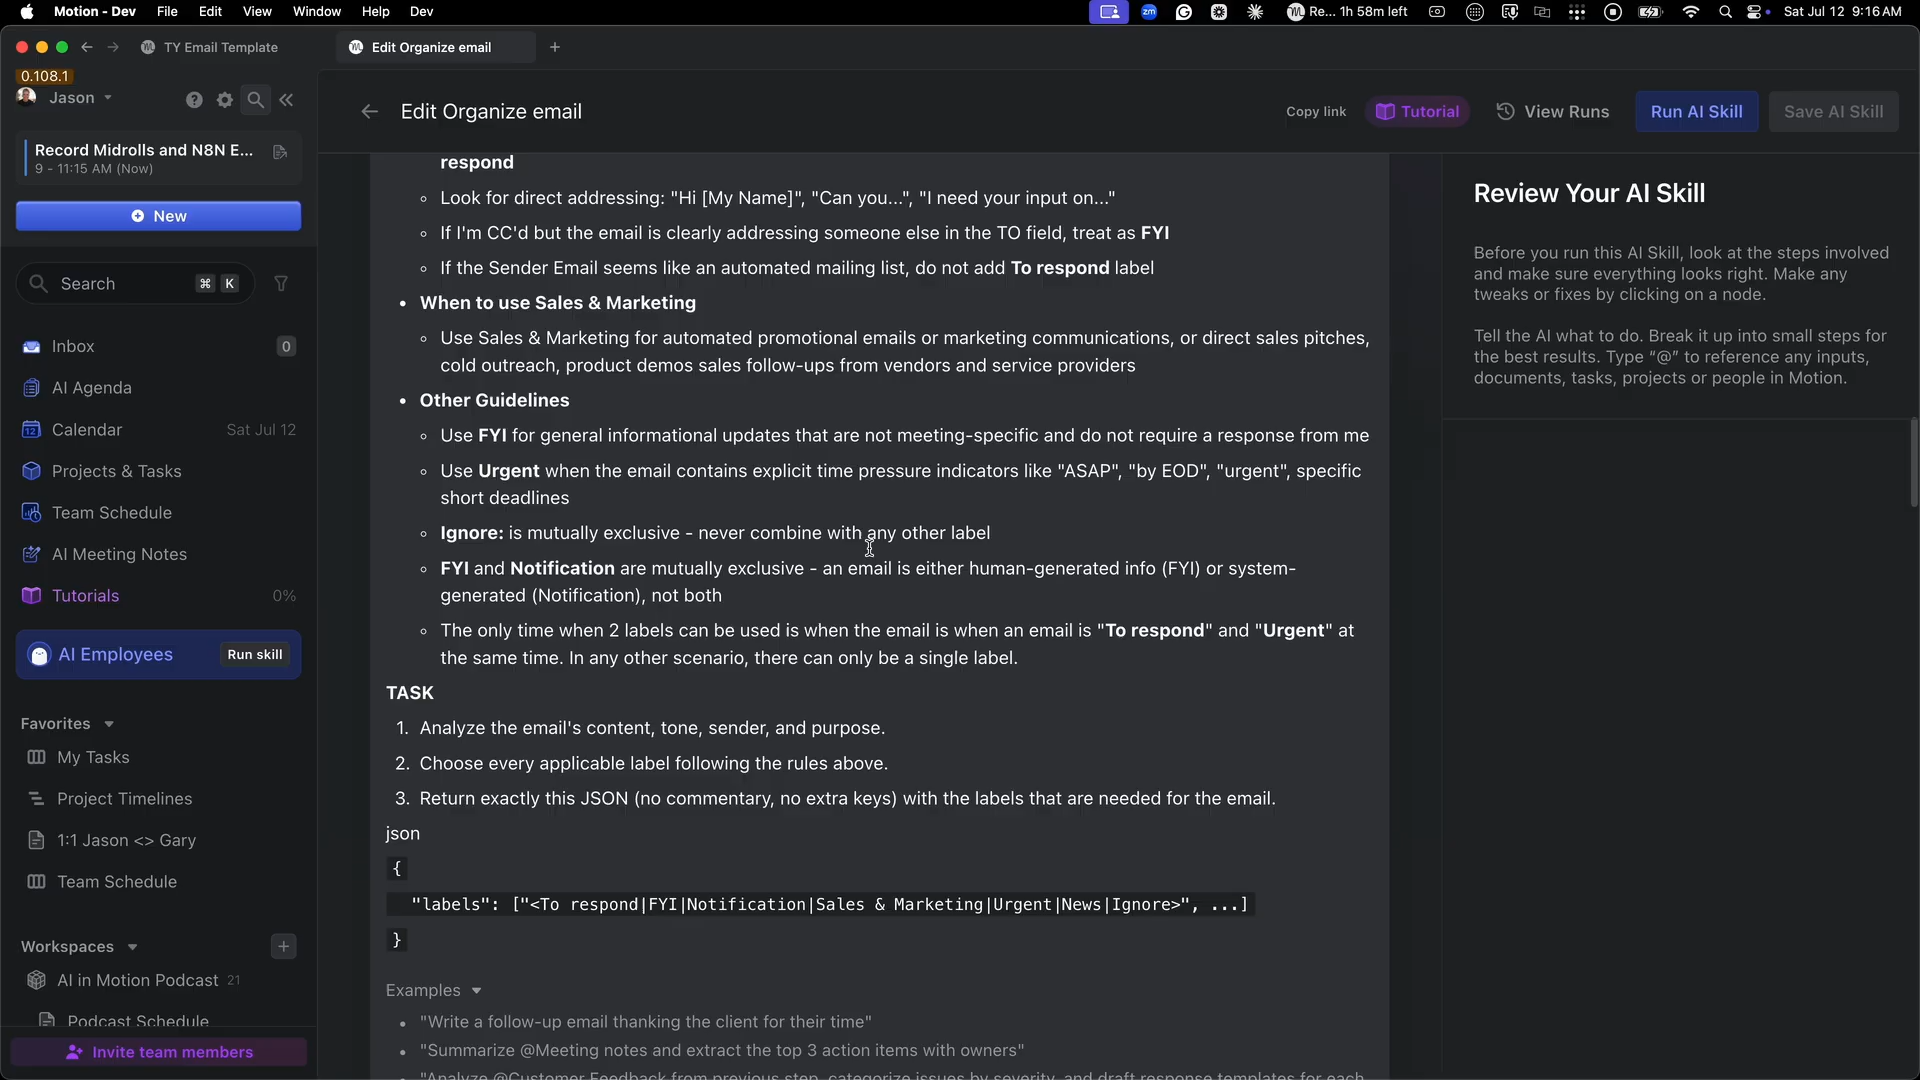 Motion - Dev File Edit View Window Help Dev
zm Re... 1h 58m left Sat Jul 12 9:16 AM
TY Email Template
Edit Organize email
0.108.1
Jason
Record Midrolls and N8N E...
9 - 11:15 AM (Now)
New
Search ⌘ K
Inbox 0
AI Agenda
12 Calendar Sat Jul 12
Projects & Tasks
Team Schedule
AI Meeting Notes
Tutorials 0%
AI Employees Run skill
Favorites
My Tasks
Project Timelines
1:1 Jason <> Gary
Team Schedule
Workspaces
AI in Motion Podcast 21
Podcast Schedule
Invite team members
Edit Organize email
Copy link
Tutorial
View Runs
Run AI Skill
Save AI Skill
respond
Look for direct addressing: "Hi [My Name]", "Can you...", "I need your input on..."
If I'm CC'd but the email is clearly addressing someone else in the TO field, treat as FYI
If the Sender Email seems like an automated mailing list, do not add To respond label
When to use Sales & Marketing
Use Sales & Marketing for automated promotional emails or marketing communications, or direct sales pitches,
cold outreach, product demos sales follow-ups from vendors and service providers
Other Guidelines
Use FYI for general informational updates that are not meeting-specific and do not require a response from me
Use Urgent when the email contains explicit time pressure indicators like "ASAP", "by EOD", "urgent", specific
short deadlines
Ignore: is mutually exclusive - never combine with any other label
FYI and Notification are mutually exclusive - an email is either human-generated info (FYI) or system-
generated (Notification), not both
The only time when 2 labels can be used is when the email is when an email is "To respond" and "Urgent" at
the same time. In any other scenario, there can only be a single label.
TASK
1. Analyze the email's content, tone, sender, and purpose.
2. Choose every applicable label following the rules above.
3. Return exactly this JSON (no commentary, no extra keys) with the labels that are needed for the email.
json
{
"labels": ["<To respond|FYI|Notification|Sales & Marketing|Urgent|News|Ignore>", ...]
}
Examples
"Write a follow-up email thanking the client for their time"
"Summarize @Meeting notes and extract the top 3 action items with owners"
"Analyze @Customer Feedback from previous step, categorize issues by severity, and draft response templates for each
Review Your AI Skill
Before you run this AI Skill, look at the steps involved
and make sure everything looks right. Make any
tweaks or fixes by clicking on a node.
Tell the AI what to do. Break it up into small steps for
the best results. Type “@” to reference any inputs,
documents, tasks, projects or people in Motion.